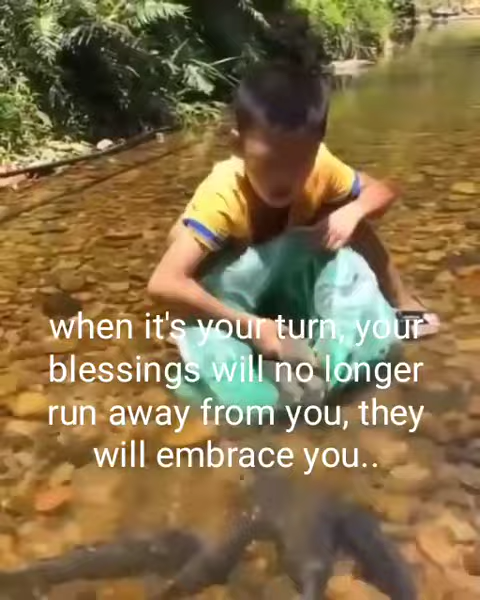 when it's your turn, your
blessings will no longer
run away from you, they
will embrace you..